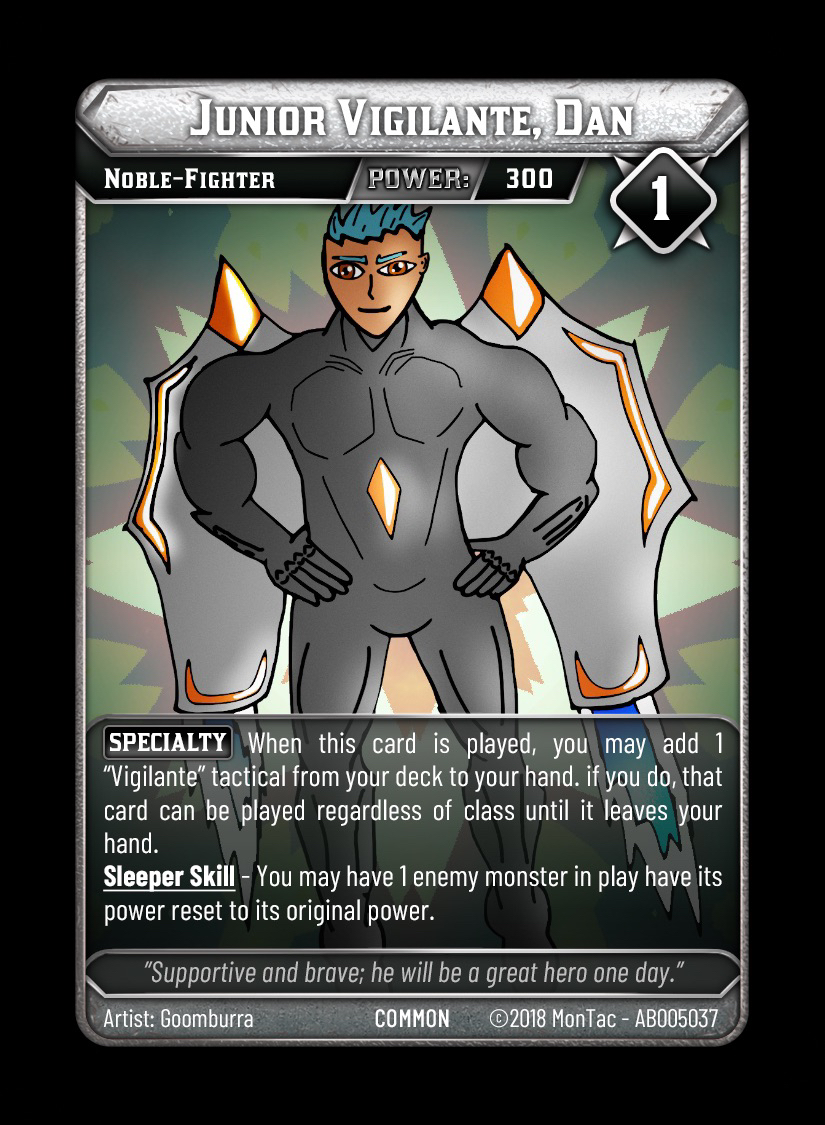 Junior Vigilante, Dan
Noble-Fighter POWER: 300
1
SPECIALTY When this card is played, you may add 1
"Vigilante" tactical from your deck to your hand. if you do, that
card can be played regardless of class until it leaves your
hand.
Sleeper Skill - You may have 1 enemy monster in play have its
power reset to its original power.
"Supportive and brave; he will be a great hero one day."
Artist: Goomburra COMMON ©2018 MonTac - AB005037